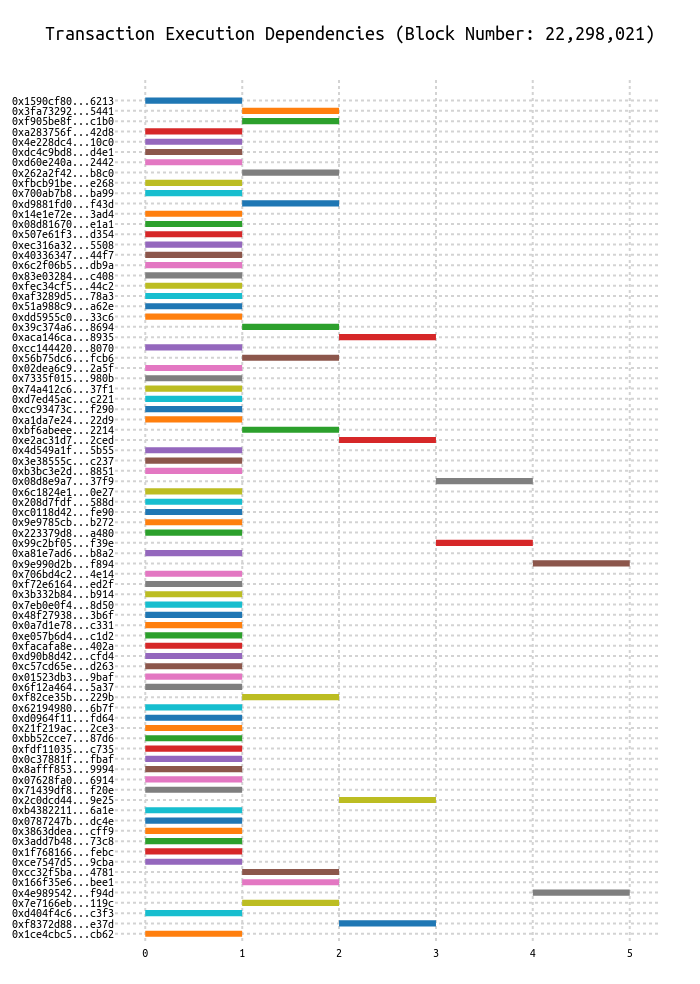 Transaction Execution Dependencies (Block Number: 22,298,021)
0x1590cf80...6213
0x3fa73292...5441
0xf905be8f...c1b0
0xa283756f...42d8
0x4e228dc4...10c0
0xdc4c9bd8...d4e1
0xd60e240a...2442
0x262a2f42...b8c0
0xfbcb91be...e268
0x700ab7b8...ba99
0xd9881fd0...f43d
0x14e1e72e...3ad4
0x08d81670...e1a1
0x507e61f3...d354
0xec316a32...5508
0x40336347...44f7
0x6c2f06b5...db9a
0x83e03284...c408
0xfec34cf5...44c2
0xaf3289d5...78a3
0x51a988c9...a62e
0xdd5955c0...33c6
0x39c374a6...8694
0xaca146ca...8935
0xcc144420...8070
0x56b75dc6...fcb6
0x02dea6c9...2a5f
0x7335f015...980b
0x74a412c6...37f1
0xd7ed45ac...c221
0xcc93473c...f290
0xa1da7e24...22d9
0xbf6abeee...2214
0xe2ac31d7...2ced
0x4d549a1f...5b55
0x3e38555c...c237
0xb3bc3e2d...8851
0x08d8e9a7...37f9
0x6c1824e1...0e27
0x208d7fdf...588d
0xc0118d42...fe90
0x9e9785cb...b272
0x223379d8...a480
0x99c2bf05...f39e
0xa81e7ad6...b8a2
0x9e990d2b...f894
0x706bd4c2...4e14
0xf72e6164...ed2f
0x3b332b84...b914
0x7eb0e0f4...8d50
0x48f27938...3b6f
0x0a7d1e78...c331
0xe057b6d4...c1d2
0xfacafa8e...402a
0xd90b8d42...cfd4
0xc57cd65e...d263
0x01523db3...9baf
0x6f12a464...5a37
0xf82ce35b...229b
0x62194980...6b7f
0xd0964f11...fd64
0x21f219ac...2ce3
0xbb52cce7...87d6
0xfdf11035...c735
0x0c37881f...fbaf
0x8afff853...9994
0x07628fa0...6914
0x71439df8...f20e
0x2c0dcd44...9e25
0xb4382211...6a1e
0x0787247b...dc4e
0x3863ddea...cff9
0x3add7b48...73c8
0x1f768166...febc
0xce7547d5...9cba
0xcc32f5ba...4781
0x166f35e6...bee1
0x4e989542...f94d
0x7e7166eb...119c
0xd404f4c6...c3f3
0xf8372d88...e37d
0x1ce4cbc5...cb62
0 1 2 3 4 5